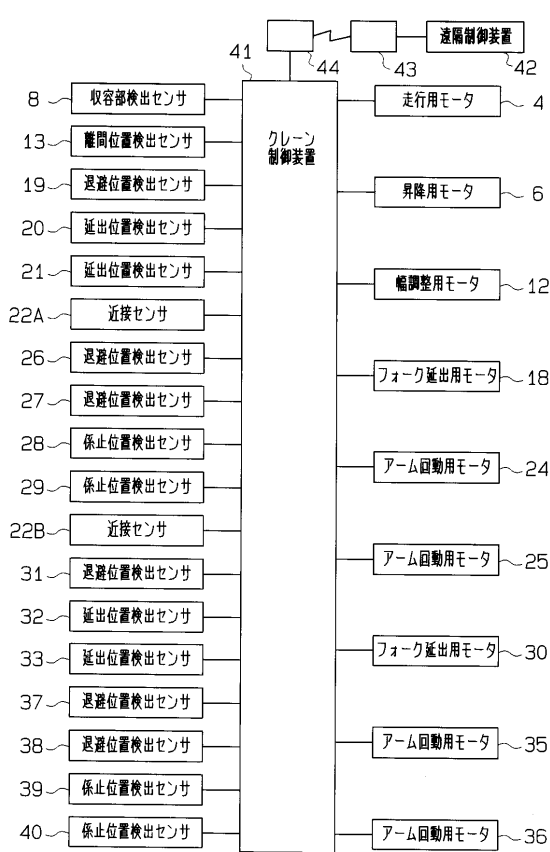 遠隔制御装置
41
44
43
42
クレーン
制御装置
8
収容部検出センサ
13
離間位置検出センサ
19
退避位置検出センサ
20
延出位置検出センサ
21
延出位置検出センサ
22A
近接センサ
26
退避位置検出センサ
27
退避位置検出センサ
28
係止位置検出センサ
29
係止位置検出センサ
22B
近接センサ
31
退避位置検出センサ
32
延出位置検出センサ
33
延出位置検出センサ
37
退避位置検出センサ
38
退避位置検出センサ
39
係止位置検出センサ
40
係止位置検出センサ
走行用モータ
4
昇降用モータ
6
幅調整用モータ
12
フォーク延出用モータ
18
アーム回動用モータ
24
アーム回動用モータ
25
フォーク延出用モータ
30
アーム回動用モータ
35
アーム回動用モータ
36